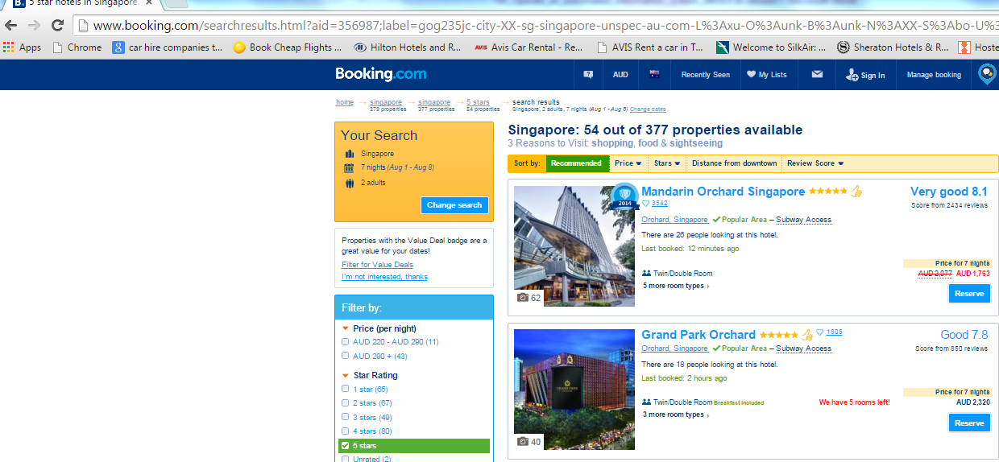 5 star hotels in Singapore.
www.booking.com/searchresults.html?aid=356987;label=gog235jc-city-XX-sg-singapore-unspec-au-com-L%3Axu-O%3Aunk-B%3Aunk-N%3AXX-S%3Abo-U%3
Apps Chrome car hire companies t... Book Cheap Flights ... Hilton Hotels and R... AVIS Avis Car Rental - Re... AVIS Rent a car in T... Welcome to SilkAir: ... Sheraton Hotels & R... Hoste
Booking.com AUD Recently Seen My Lists Sign In Manage booking
home → singapore → singapore → 5 stars → search results
379 properties 377 properties 54 properties Singapore, 2 adults, 7 nights (Aug 1 - Aug 8) Change dates
Your Search
Singapore
7 nights (Aug 1 - Aug 8)
2 adults
Change search
Properties with the Value Deal badge are a
great value for your dates!
Filter for Value Deals
I'm not interested, thanks
Filter by:
Price (per night)
AUD 220 - AUD 290 (11)
AUD 290 + (43)
Star Rating
1 star (65)
2 stars (67)
3 stars (49)
4 stars (80)
5 stars
Unrated (2)
Singapore: 54 out of 377 properties available
3 Reasons to Visit: shopping, food & sightseeing
Sort by: Recommended Price Stars Distance from downtown Review Score
2014
62
Mandarin Orchard Singapore
3542
Orchard, Singapore Popular Area – Subway Access
There are 26 people looking at this hotel.
Last booked: 12 minutes ago
Twin/Double Room
5 more room types
Very good 8.1
Score from 2434 reviews
Price for 7 nights
AUD 2,077 AUD 1,763
Reserve
GRAND PARK
40
Grand Park Orchard 1805
Orchard, Singapore Popular Area – Subway Access
There are 18 people looking at this hotel.
Last booked: 2 hours ago
Twin/Double Room Breakfast Included
3 more room types
We have 5 rooms left!
Good 7.8
Score from 850 reviews
Price for 7 nights
AUD 2,320
Reserve